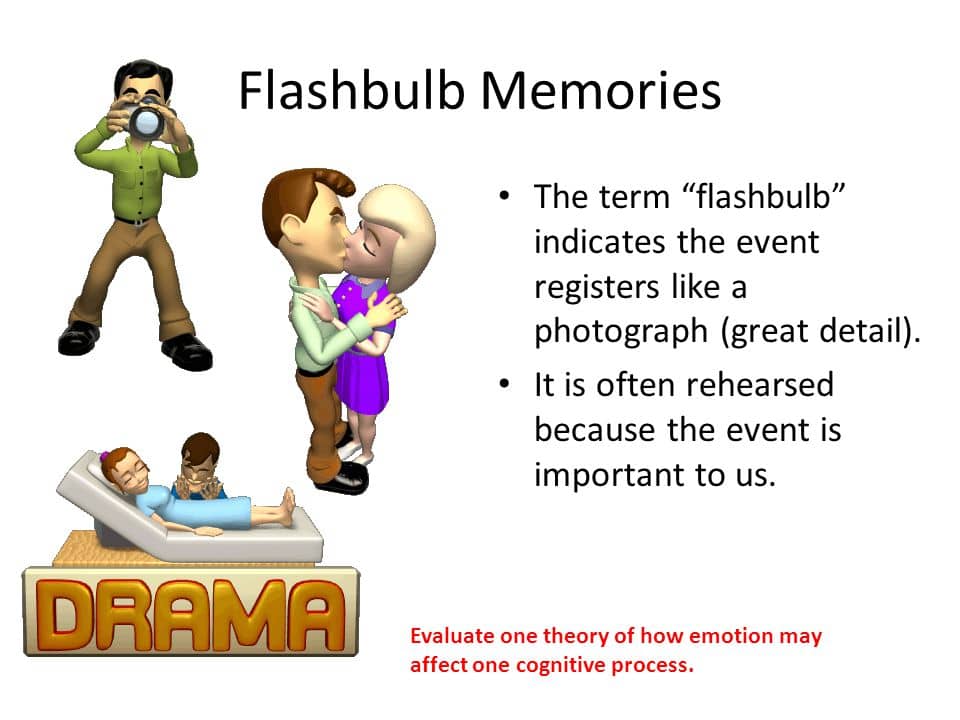 Flashbulb Memories
• The term “flashbulb”
indicates the event
registers like a
photograph (great detail).
• It is often rehearsed
because the event is
important to us.
DRAMA
Evaluate one theory of how emotion may
affect one cognitive process.